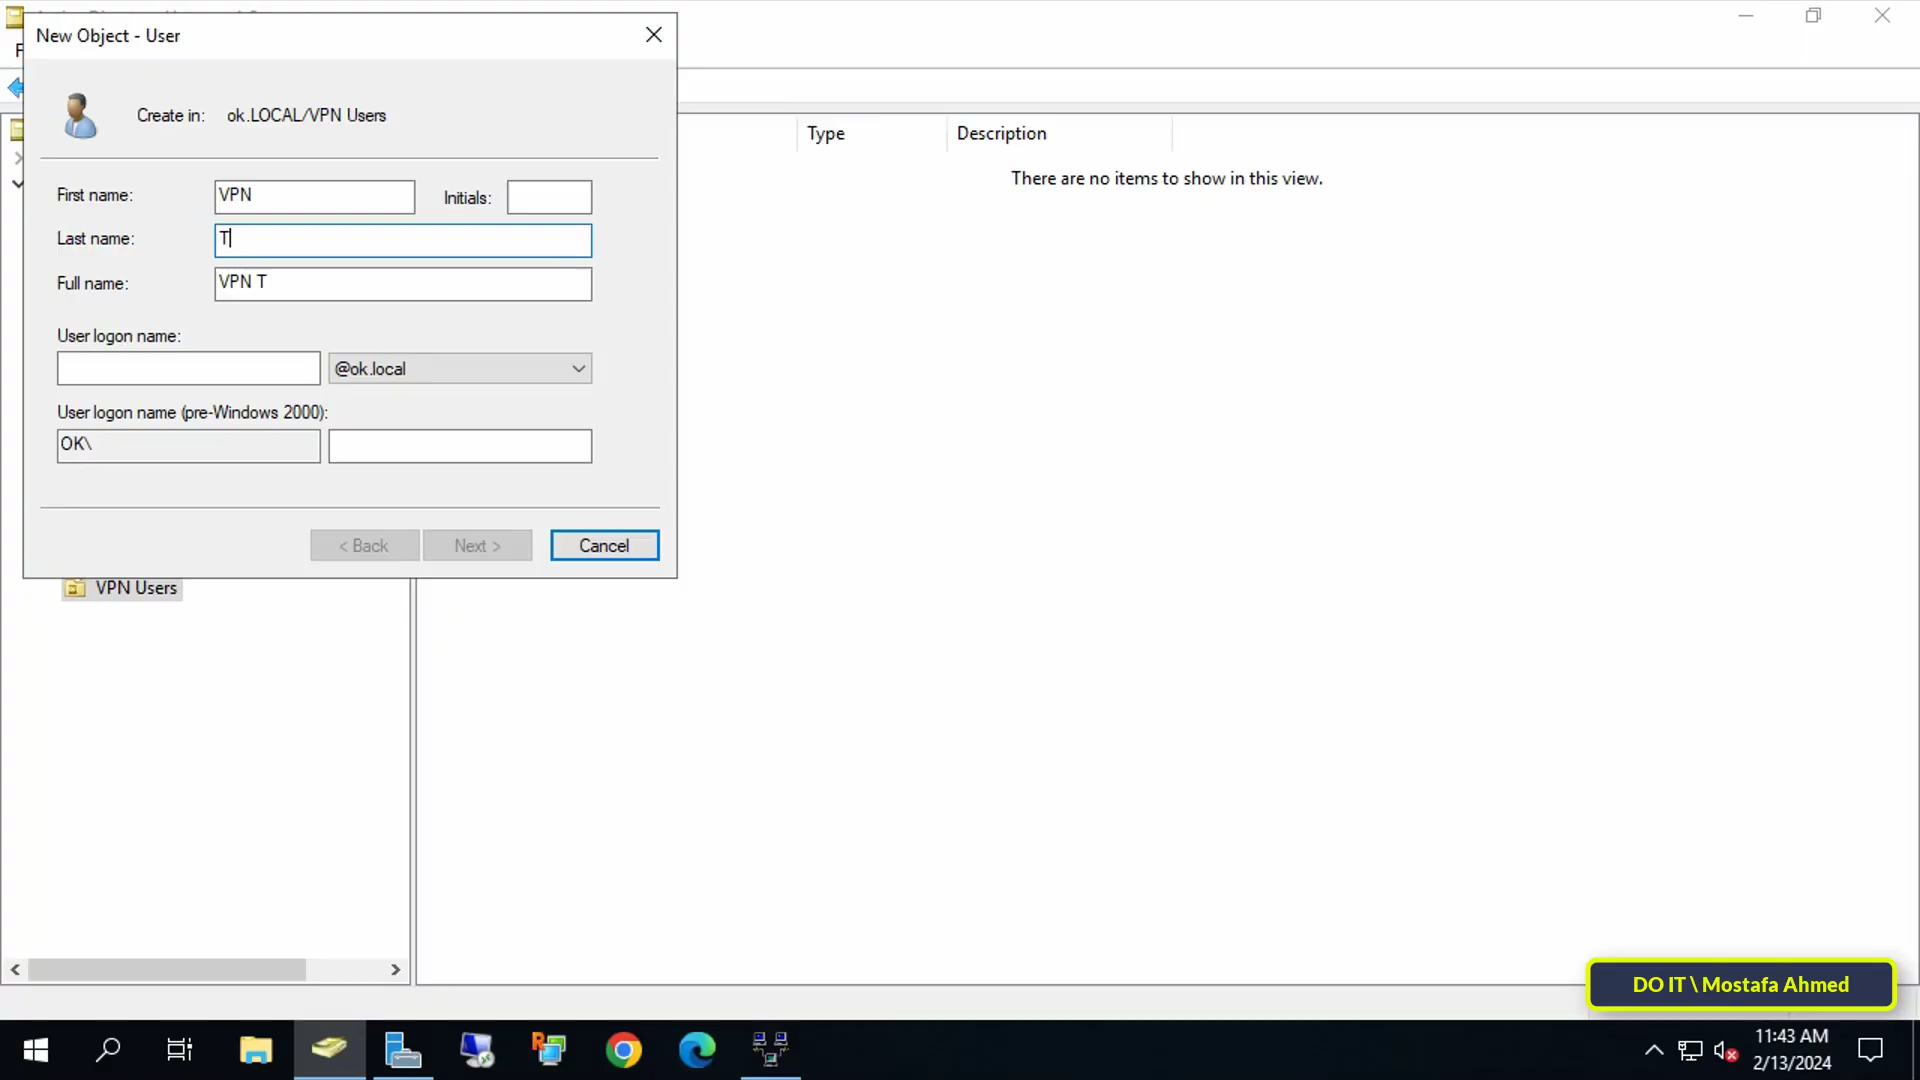 New Object - User
Create in: ok.LOCAL/VPN Users
Type Description
There are no items to show in this view.
First name: VPN Initials:
Last name: T
Full name: VPN T
User logon name:
@ok.local
User logon name (pre-Windows 2000):
OK\
< Back Next > Cancel
VPN Users
DO IT \ Mostafa Ahmed
11:43 AM
2/13/2024